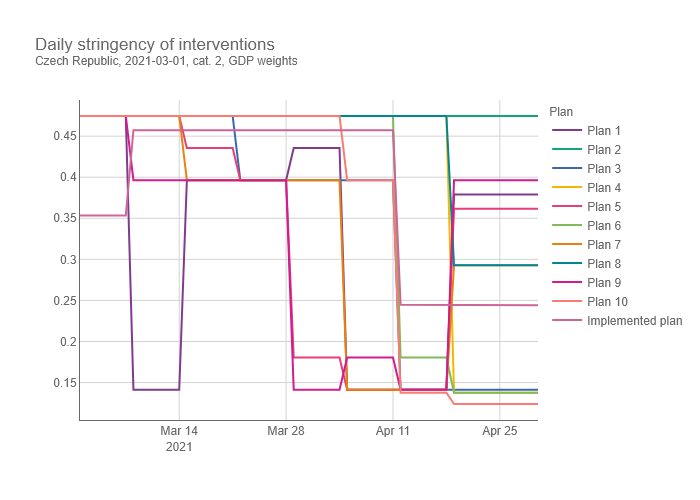 Daily stringency of interventions
Czech Republic, 2021-03-01, cat. 2, GDP weights
Plan
Plan 1
Plan 2
Plan 3
Plan 4
Plan 5
Plan 6
Plan 7
Plan 8
Plan 9
Plan 10
Implemented plan
0.45
0.4
0.35
0.3
0.25
0.2
0.15
Mar 14
2021
Mar 28
Apr 11
Apr 25